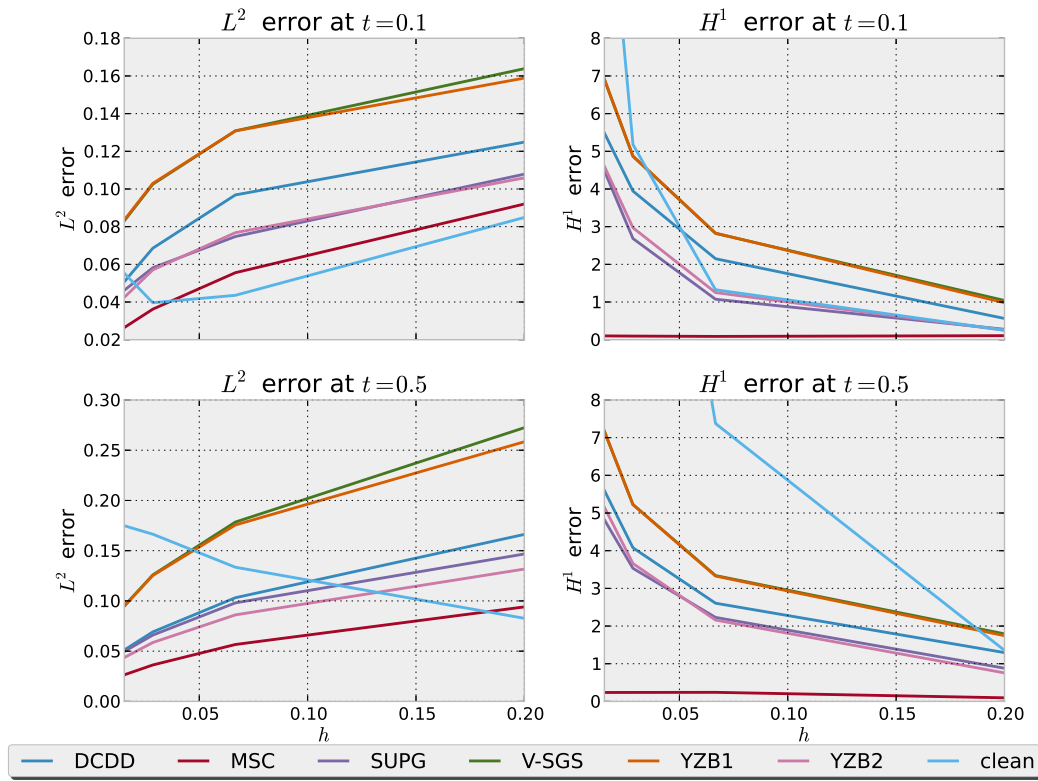 L² error at t=0.1
H¹ error at t=0.1
0.18
0.16
0.14
0.12
0.10
0.08
0.06
0.04
0.02
L² error
8
7
6
5
4
3
2
1
0
H¹ error
L² error at t=0.5
H¹ error at t=0.5
0.30
0.25
0.20
0.15
0.10
0.05
0.00
L² error
8
7
6
5
4
3
2
1
0
H¹ error
0.05 0.10 0.15 0.20
h
0.05 0.10 0.15 0.20
h
DCDD MSC SUPG V-SGS YZB1 YZB2 clean